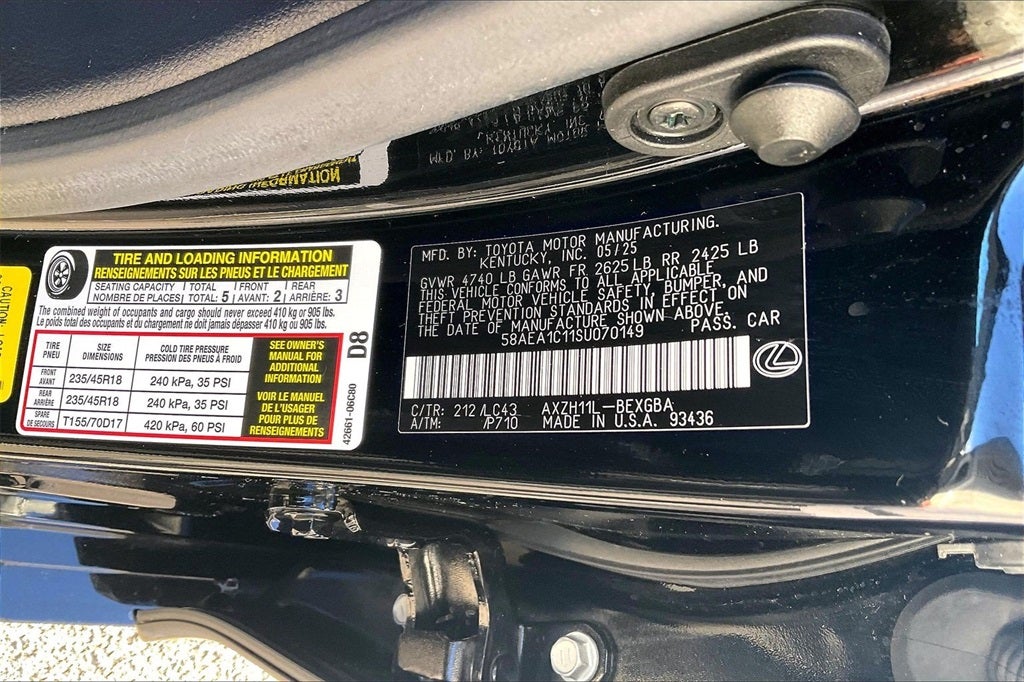 TIRE AND LOADING INFORMATION
RENSEIGNEMENTS SUR LES PNEUS ET LE CHARGEMENT
SEATING CAPACITY TOTAL FRONT REAR
NOMBRE DE PLACES TOTAL: 5 AVANT: 2 ARRIÈRE: 3
The combined weight of occupants and cargo should never exceed 410 kg or 905 lbs.
Le poids total des occupants et du chargement ne doit jamais dépasser 410 kg ou 905 lbs.
TIRE SIZE COLD TIRE PRESSURE
PNEU DIMENSIONS PRESSION DES PNEUS À FROID
FRONT
AVANT 235/45R18 240 kPa, 35 PSI
REAR
ARRIÈRE 235/45R18 240 kPa, 35 PSI
SPARE
DE SECOURS T155/70D17 420 kPa, 60 PSI
SEE OWNER'S
MANUAL FOR
ADDITIONAL
INFORMATION
VOIR LE MANUEL
DE L'USAGER
POUR PLUS DE
RENSEIGNEMENTS
D8
42661-06C80
CAUTION
MFD. BY: TOYOTA MOTOR MANUFACTURING.
KENTUCKY, INC. 05/25
GVWR 4740 LB GAWR FR 2625 LB RR 2425 LB
THIS VEHICLE CONFORMS TO ALL APPLICABLE
FEDERAL MOTOR VEHICLE SAFETY, BUMPER, AND
THEFT PREVENTION STANDARDS IN EFFECT ON
THE DATE OF MANUFACTURE SHOWN ABOVE.
58AEA1C11SU070149 PASS. CAR
C/TR: 212/LC43 AXZH11L-BEXGBA
A/TM: /P710 MADE IN U.S.A. 93436